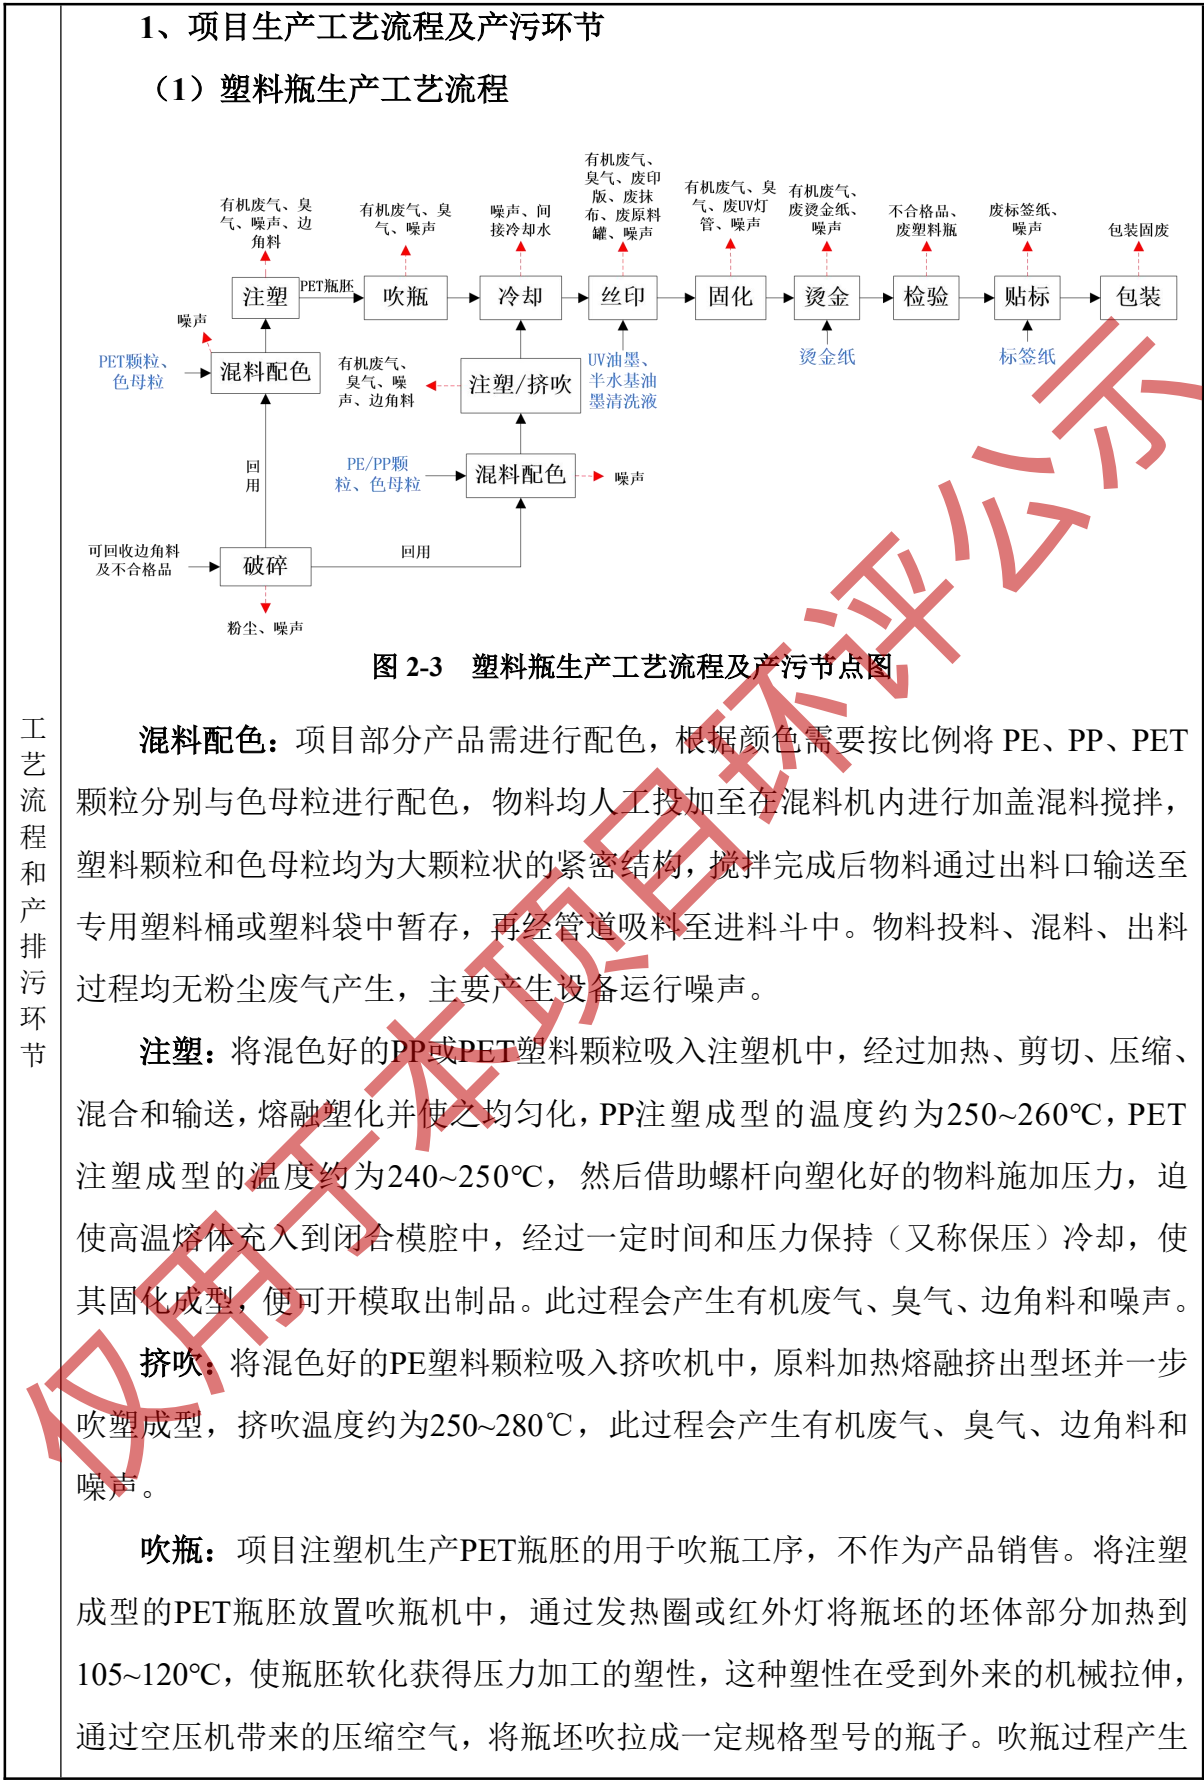 1、项目生产工艺流程及产污环节
（1）塑料瓶生产工艺流程
有机废气、臭
气、噪声、边
角料
有机废气、臭
气、噪声
噪声、间
接冷却水
有机废气、
臭气、废印
版、废抹
布、废原料
罐、噪声
有机废气、臭
气、废UV灯
管、噪声
有机废气、
废烫金纸、
噪声
不合格品、
废塑料瓶
废标签纸、
噪声
包装固废
注塑
PET瓶胚
吹瓶
冷却
丝印
固化
烫金
检验
贴标
包装
噪声
PET颗粒、
色母粒
混料配色
有机废气、
臭气、噪
声、边角料
注塑/挤吹
UV油墨、
半水基油
墨清洗液
烫金纸
标签纸
回
用
PE/PP颗
粒、色母粒
混料配色
噪声
可回收边角料
及不合格品
破碎
回用
粉尘、噪声
图 2-3 塑料瓶生产工艺流程及产污节点图
工
艺
流
程
和
产
排
污
环
节
混料配色：项目部分产品需进行配色，根据颜色需要按比例将 PE、PP、PET
颗粒分别与色母粒进行配色，物料均人工投加至在混料机内进行加盖混料搅拌，
塑料颗粒和色母粒均为大颗粒状的紧密结构，搅拌完成后物料通过出料口输送至
专用塑料桶或塑料袋中暂存，再经管道吸料至进料斗中。物料投料、混料、出料
过程均无粉尘废气产生，主要产生设备运行噪声。
注塑：将混色好的PP或PET塑料颗粒吸入注塑机中，经过加热、剪切、压缩、
混合和输送，熔融塑化并使之均匀化，PP注塑成型的温度约为250~260℃，PET
注塑成型的温度约为240~250℃，然后借助螺杆向塑化好的物料施加压力，迫
使高温熔体充入到闭合模腔中，经过一定时间和压力保持（又称保压）冷却，使
其固化成型，便可开模取出制品。此过程会产生有机废气、臭气、边角料和噪声。
挤吹：将混色好的PE塑料颗粒吸入挤吹机中，原料加热熔融挤出型坯并一步
吹塑成型，挤吹温度约为250~280℃，此过程会产生有机废气、臭气、边角料和
噪声。
吹瓶：项目注塑机生产PET瓶胚的用于吹瓶工序，不作为产品销售。将注塑
成型的PET瓶胚放置吹瓶机中，通过发热圈或红外灯将瓶坯的坯体部分加热到
105~120℃，使瓶胚软化获得压力加工的塑性，这种塑性在受到外来的机械拉伸，
通过空压机带来的压缩空气，将瓶坯吹拉成一定规格型号的瓶子。吹瓶过程产生
仅用于本项目环评公示